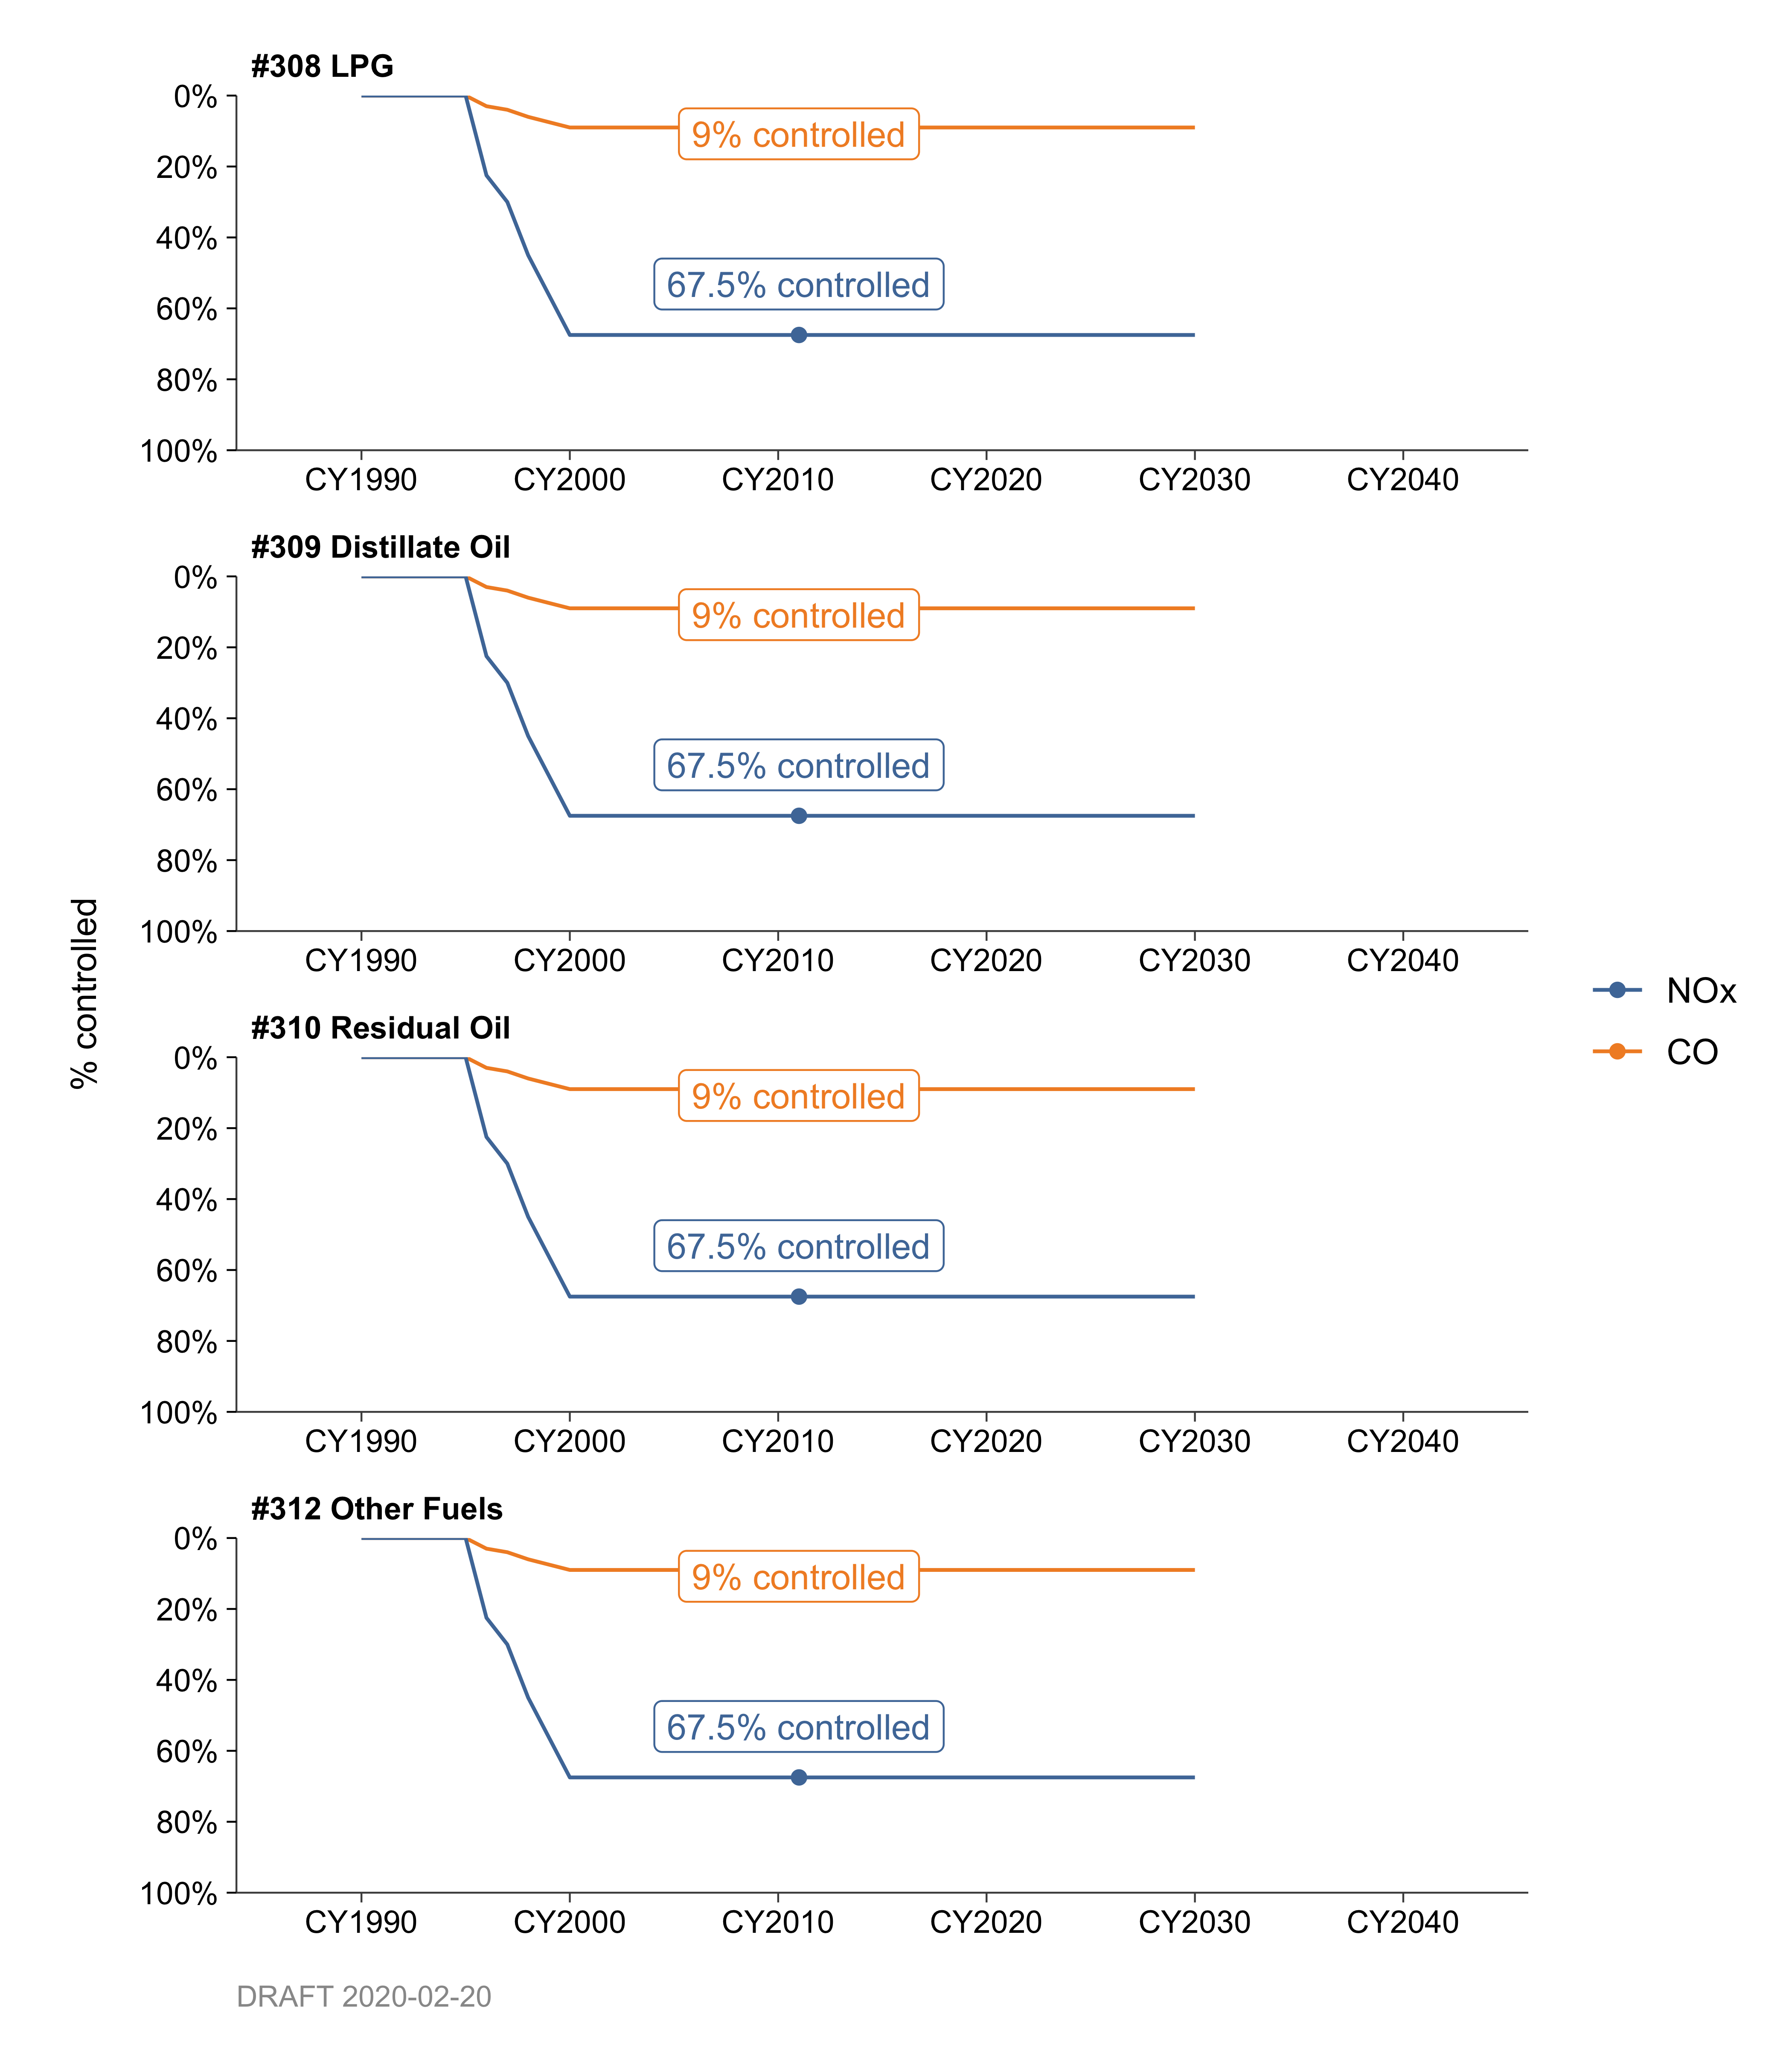 #308 LPG
0%
20%
40%
60%
80%
100%
9% controlled
67.5% controlled
CY1990 CY2000 CY2010 CY2020 CY2030 CY2040
#309 Distillate Oil
0%
20%
40%
60%
80%
100%
9% controlled
67.5% controlled
CY1990 CY2000 CY2010 CY2020 CY2030 CY2040
% controlled
NOx
CO
#310 Residual Oil
0%
20%
40%
60%
80%
100%
9% controlled
67.5% controlled
CY1990 CY2000 CY2010 CY2020 CY2030 CY2040
#312 Other Fuels
0%
20%
40%
60%
80%
100%
9% controlled
67.5% controlled
CY1990 CY2000 CY2010 CY2020 CY2030 CY2040
DRAFT 2020-02-20